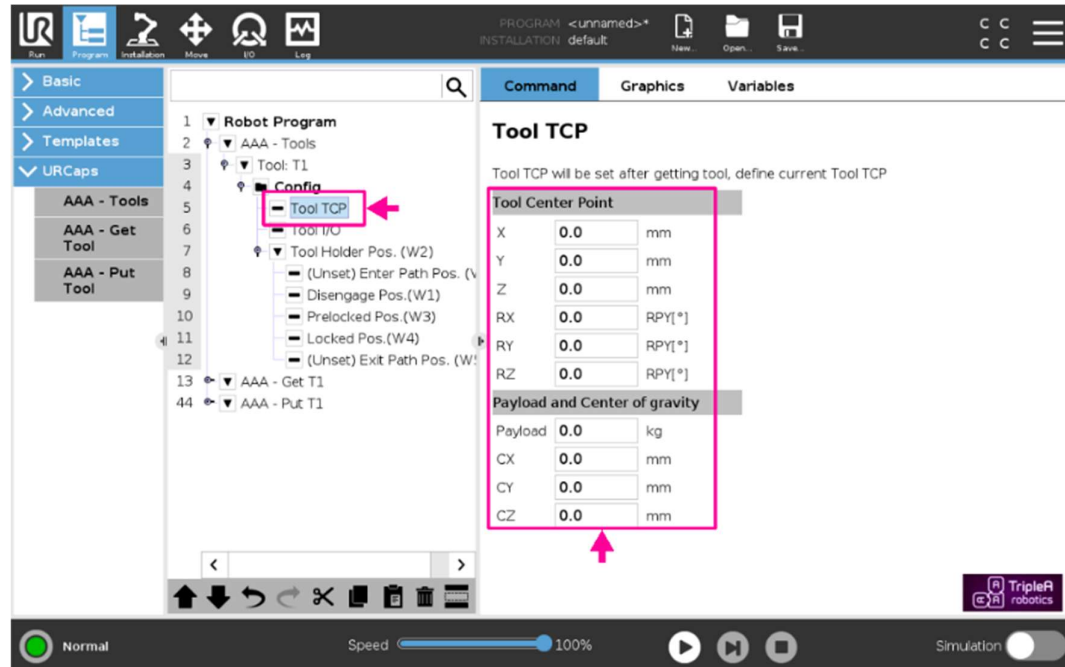 UR
Run
Program
Installation
Move
I/O
Log
PROGRAM <unnamed>*
INSTALLATION default
New...
Open...
Save...
C C
C C
Basic
Advanced
Templates
URCaps
AAA - Tools
AAA - Get
Tool
AAA - Put
Tool
1 Robot Program
2 AAA - Tools
3 Tool: T1
4 Config
5 Tool TCP
6 Tool I/O
7 Tool Holder Pos. (W2)
8 (Unset) Enter Path Pos. (
9 Disengage Pos.(W1)
10 Prelocked Pos.(W3)
11 Locked Pos.(W4)
12 (Unset) Exit Path Pos. (W
13 AAA - Get T1
44 AAA - Put T1
Command Graphics Variables
Tool TCP
Tool TCP will be set after getting tool, define current Tool TCP
Tool Center Point
X 0.0 mm
Y 0.0 mm
Z 0.0 mm
RX 0.0 RPY[°]
RY 0.0 RPY[°]
RZ 0.0 RPY[°]
Payload and Center of gravity
Payload 0.0 kg
CX 0.0 mm
CY 0.0 mm
CZ 0.0 mm
TripleA
robotics
Normal
Speed 100%
Simulation